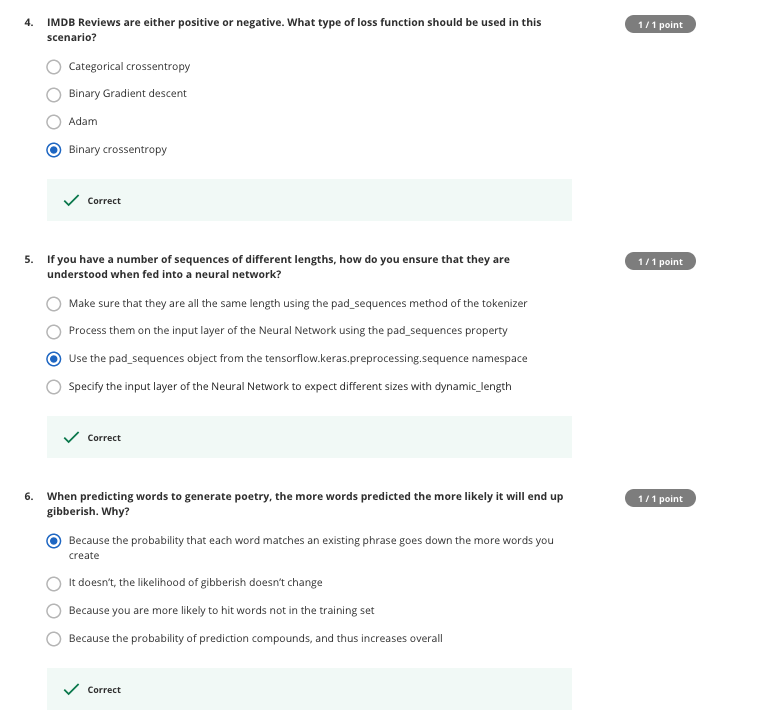 4. IMDB Reviews are either positive or negative. What type of loss function should be used in this
scenario?
1 / 1 point
Categorical crossentropy
Binary Gradient descent
Adam
Binary crossentropy
Correct
5. If you have a number of sequences of different lengths, how do you ensure that they are
understood when fed into a neural network?
1 / 1 point
Make sure that they are all the same length using the pad_sequences method of the tokenizer
Process them on the input layer of the Neural Network using the pad_sequences property
Use the pad_sequences object from the tensorflow.keras.preprocessing.sequence namespace
Specify the input layer of the Neural Network to expect different sizes with dynamic_length
Correct
6. When predicting words to generate poetry, the more words predicted the more likely it will end up
gibberish. Why?
1 / 1 point
Because the probability that each word matches an existing phrase goes down the more words you
create
It doesn't, the likelihood of gibberish doesn't change
Because you are more likely to hit words not in the training set
Because the probability of prediction compounds, and thus increases overall
Correct